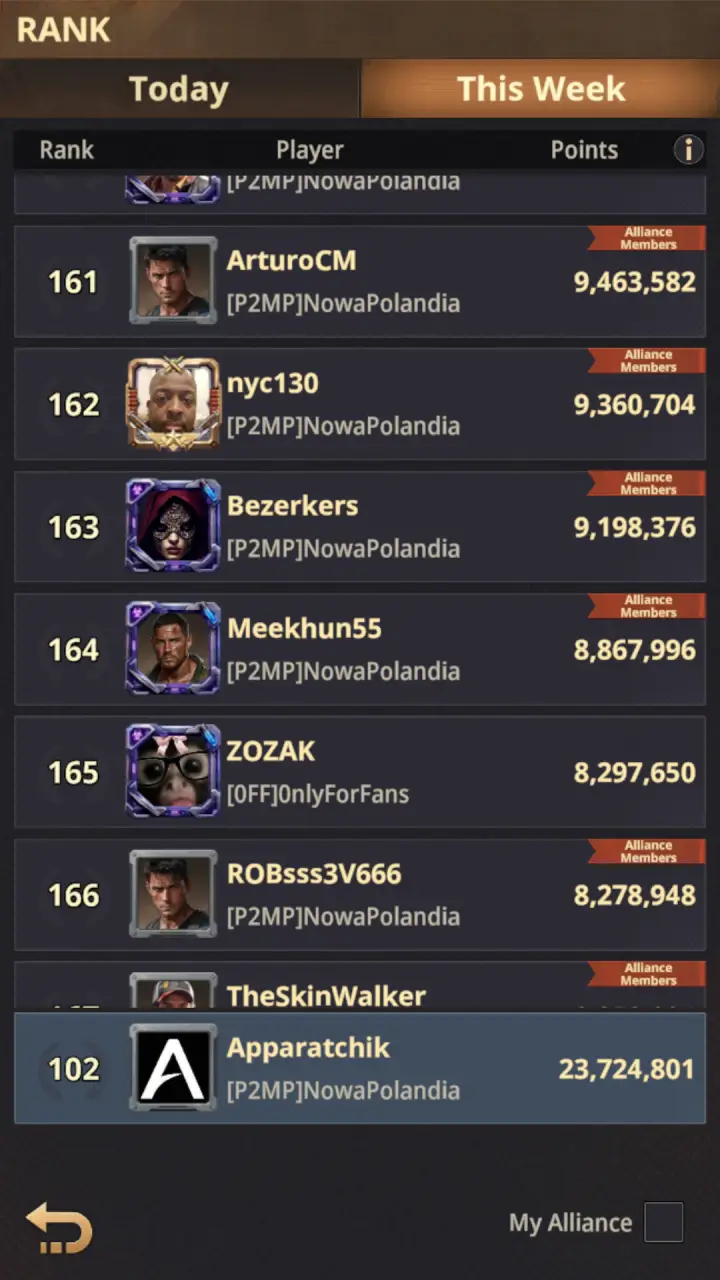 RANK
Today
This Week
Rank
Player
Points
[P2MP]NowaPolandia
Alliance
Members
161
ArturoCM
[P2MP]NowaPolandia
9,463,582
Alliance
Members
162
nyc130
[P2MP]NowaPolandia
9,360,704
Alliance
Members
163
Bezerkers
[P2MP]NowaPolandia
9,198,376
Alliance
Members
164
Meekhun55
[P2MP]NowaPolandia
8,867,996
165
ZOZAK
[0FF]0nlyForFans
8,297,650
Alliance
Members
166
ROBsss3V666
[P2MP]NowaPolandia
8,278,948
Alliance
Members
TheSkinWalker
102
Apparatchik
[P2MP]NowaPolandia
23,724,801
My Alliance